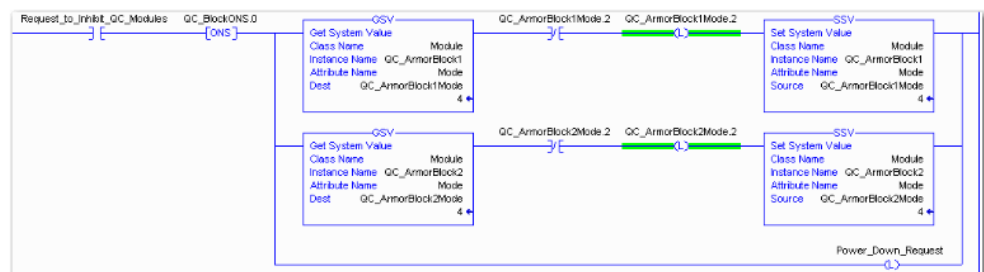 Request_to_Inhibit_QC_Modules QC_BlockONS.0 GSV QC_ArmorBlock1Mode.2 QC_ArmorBlock1Mode.2 SSV
ONS
L
Get System Value
Class Name Module
Instance Name QC_ArmorBlock1
Attribute Name Mode
Dest QC_ArmorBlock1Mode
4
Set System Value
Class Name Module
Instance Name QC_ArmorBlock1
Attribute Name Mode
Source QC_ArmorBlock1Mode
4
GSV QC_ArmorBlock2Mode.2 QC_ArmorBlock2Mode.2 SSV
L
Get System Value
Class Name Module
Instance Name QC_ArmorBlock2
Attribute Name Mode
Dest QC_ArmorBlock2Mode
4
Set System Value
Class Name Module
Instance Name QC_ArmorBlock2
Attribute Name Mode
Source QC_ArmorBlock2Mode
4
Power_Down_Request
L